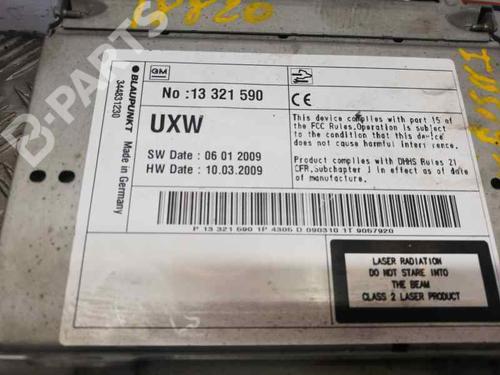 GM
BLAUPUNKT
344831230
Made in Germany
No :13 321 590
CE
UXW
SW Date : 06 01 2009
HW Date : 10.03.2009
This device complies with part 15 of
the FCC Rules.Operation is subject
to the condition that this device
does not cause harmful interference.
Product complies with DHHS Rules 21
CFR,Subchapter J in effect as of date
of manufacture.
P 13 321 590 1P 4306 D 090310 1T 9057920
LASER RADIATION
DO NOT STARE INTO
THE BEAM
CLASS 2 LASER PRODUCT
B-PARTS